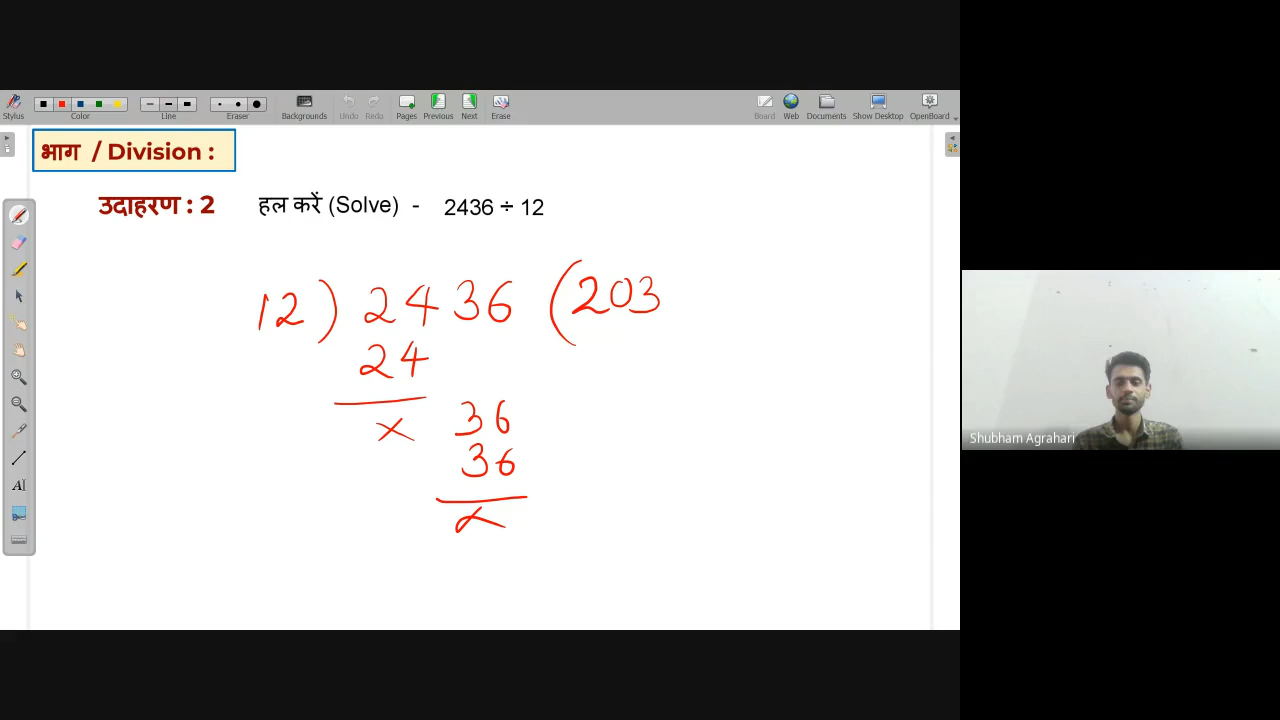 Stylus Color Line Eraser Backgrounds Undo Redo Pages Previous Next Erase Board Web Documents Show Desktop OpenBoard
भाग / Division :
उदाहरण : 2 हल करें (Solve) - 2436 ÷ 12
12 ) 2436 ( 203
24
x 36
36
x
Shubham Agrahari